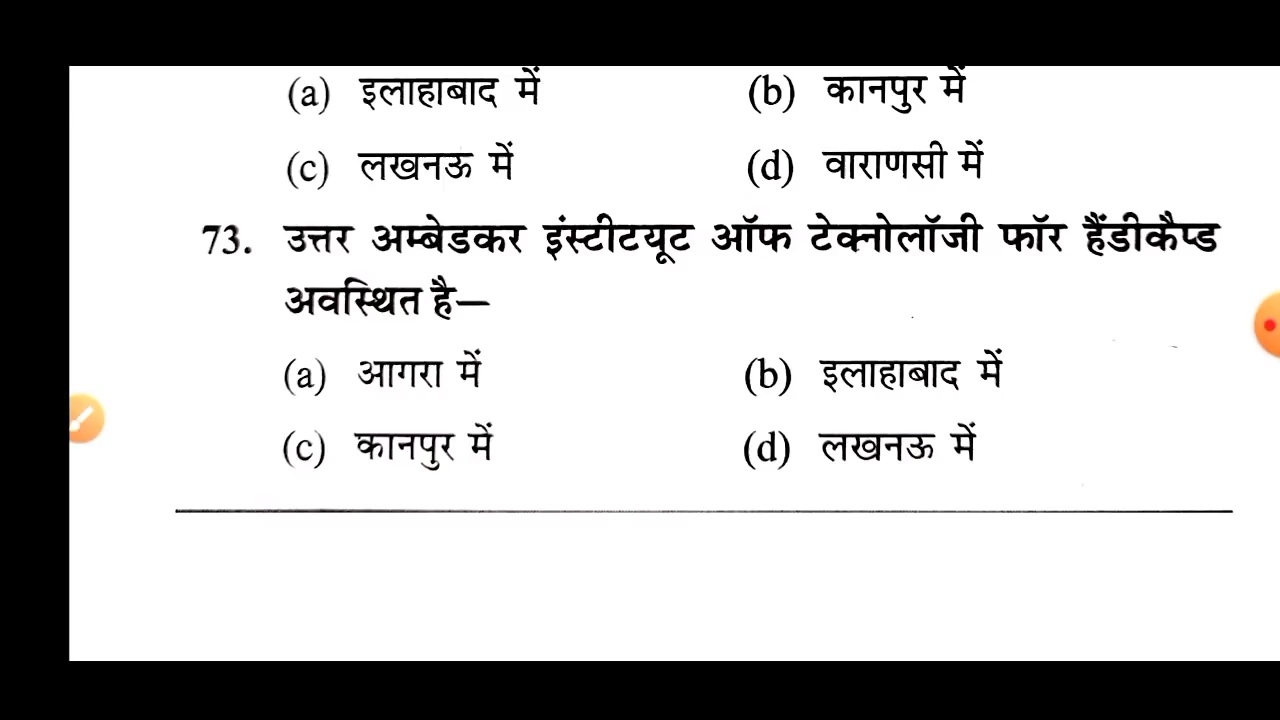 (a) इलाहाबाद में (b) कानपुर में
(c) लखनऊ में (d) वाराणसी में
73. उत्तर अम्बेडकर इंस्टीटयूट ऑफ टेक्नोलॉजी फॉर हैंडीकैप्ड
अवस्थित है—
(a) आगरा में (b) इलाहाबाद में
(c) कानपुर में (d) लखनऊ में